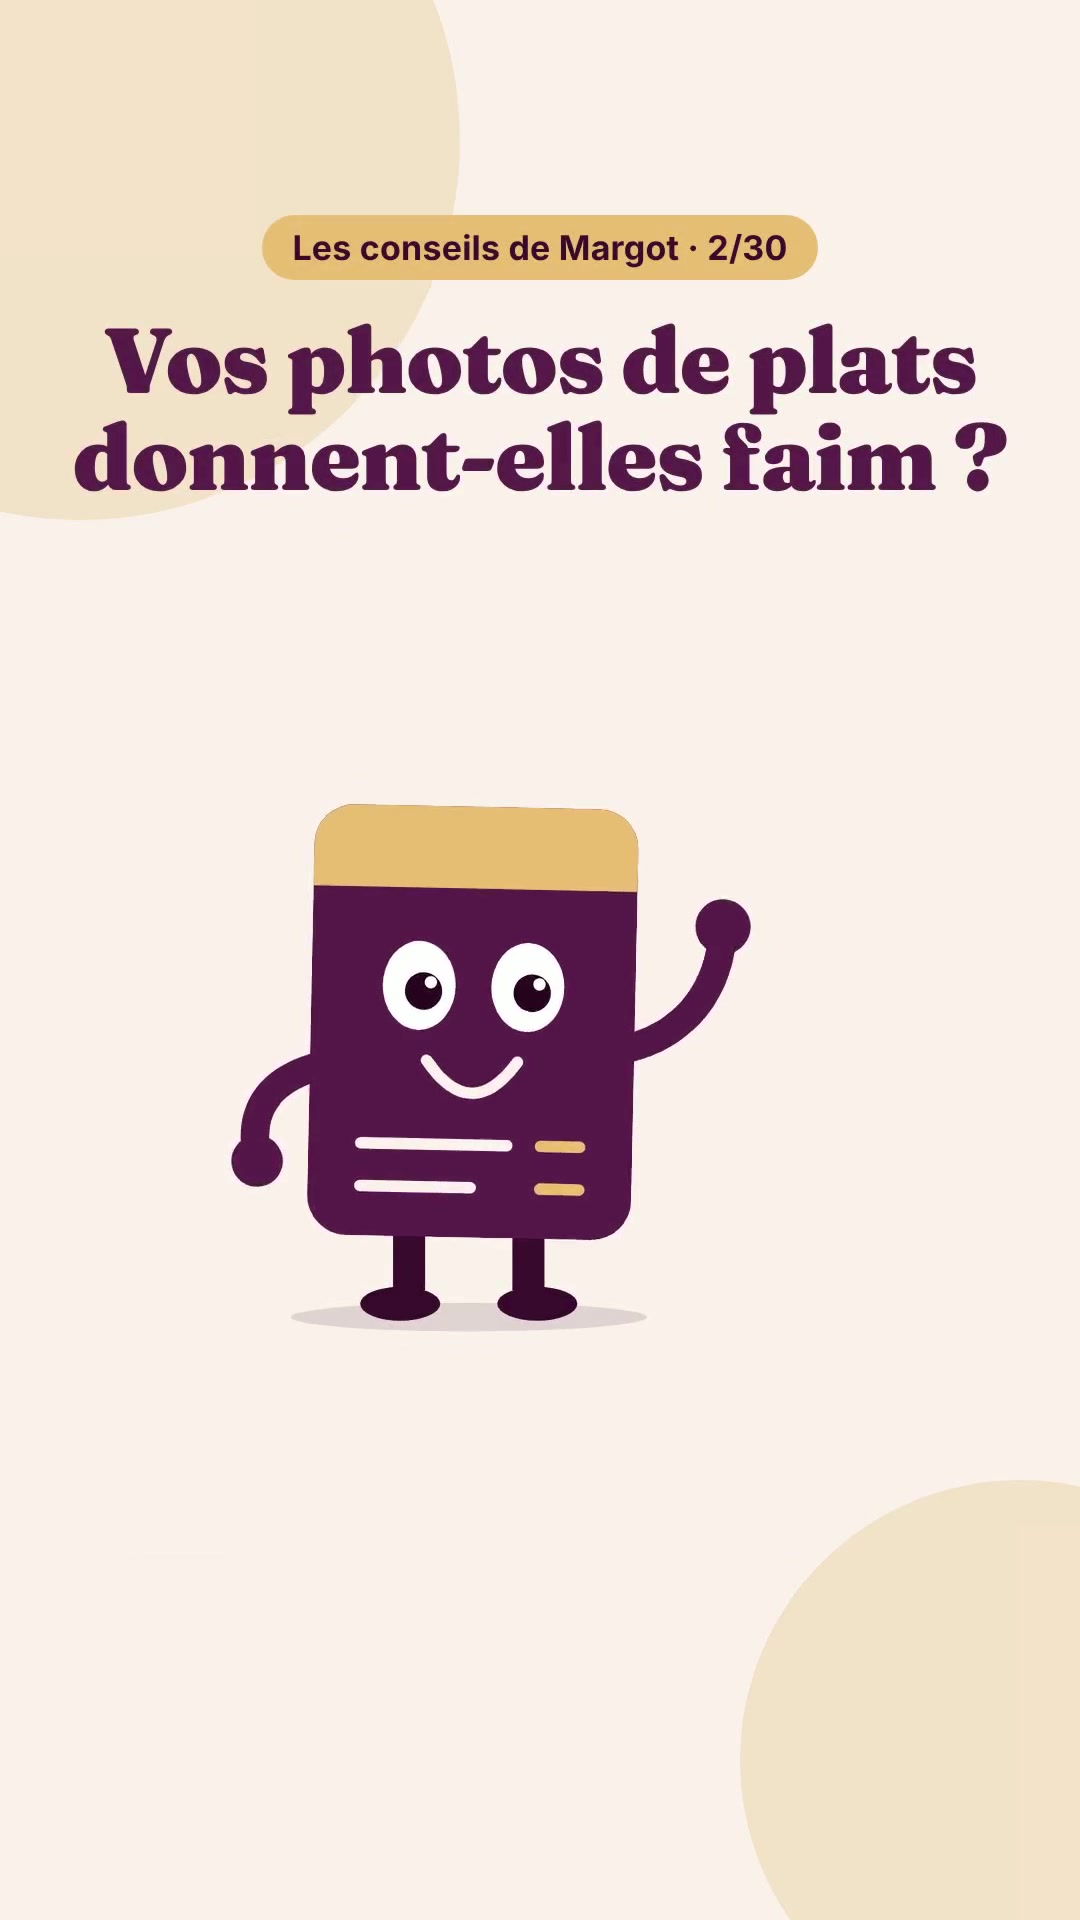 Les conseils de Margot · 2/30
Vos photos de plats
donnent-elles faim ?